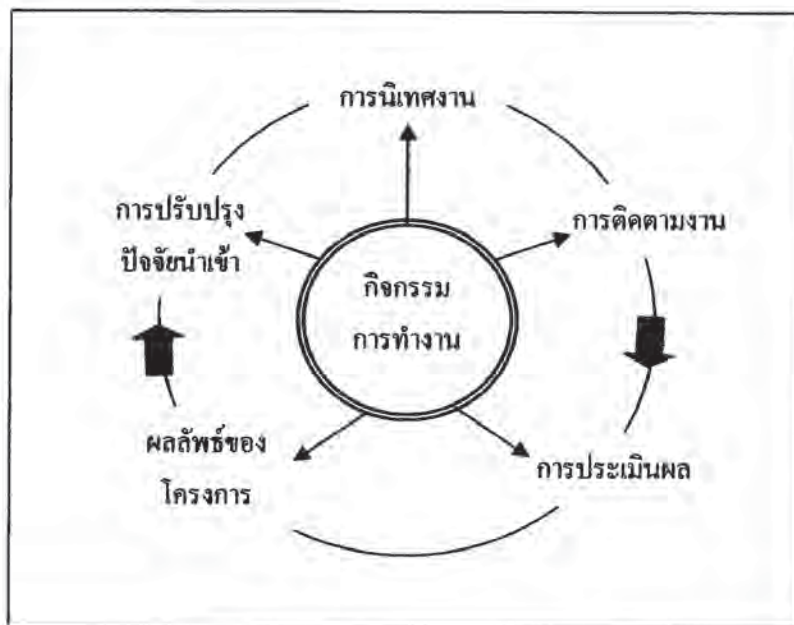 การนิเทศงาน
การปรับปรุง
ปัจจัยนำเข้า
การติดตามงาน
กิจกรรม
การทำงาน
ผลลัพธ์ของ
โครงการ
การประเมินผล